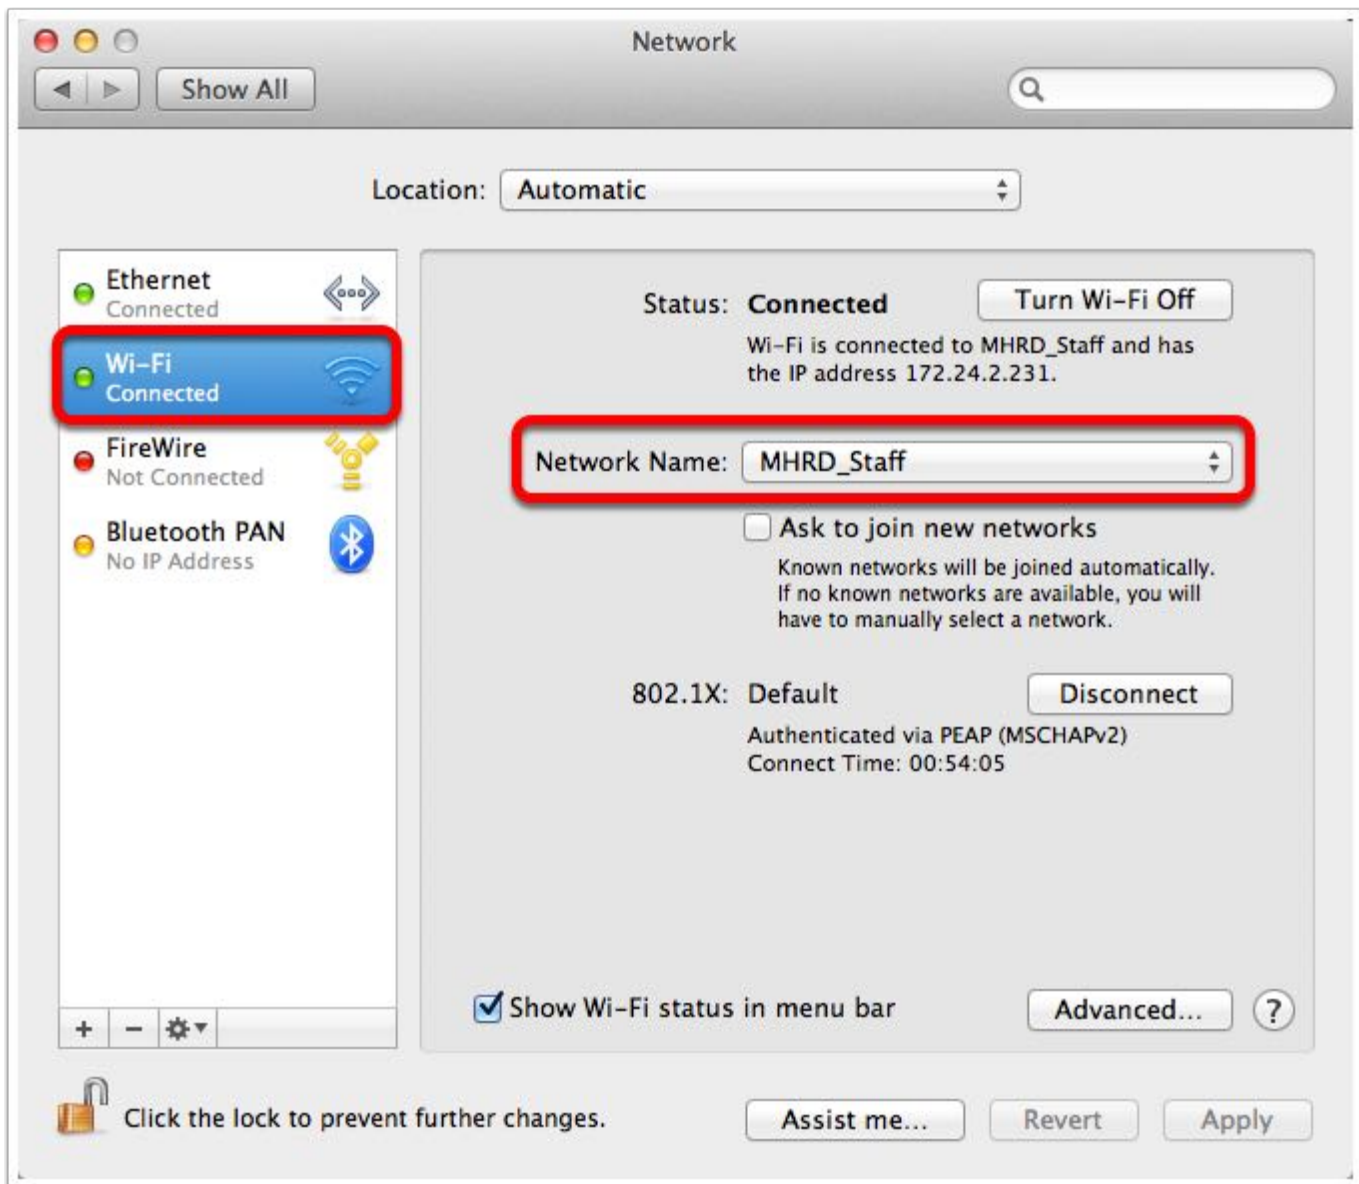 Network
Show All
Location: Automatic
Ethernet
Connected
Wi-Fi
Connected
FireWire
Not Connected
Bluetooth PAN
No IP Address
Status: Connected Turn Wi-Fi Off
Wi-Fi is connected to MHRD_Staff and has
the IP address 172.24.2.231.
Network Name: MHRD_Staff
Ask to join new networks
Known networks will be joined automatically.
If no known networks are available, you will
have to manually select a network.
802.1X: Default Disconnect
Authenticated via PEAP (MSCHAPv2)
Connect Time: 00:54:05
Show Wi-Fi status in menu bar Advanced... ?
Click the lock to prevent further changes. Assist me... Revert Apply